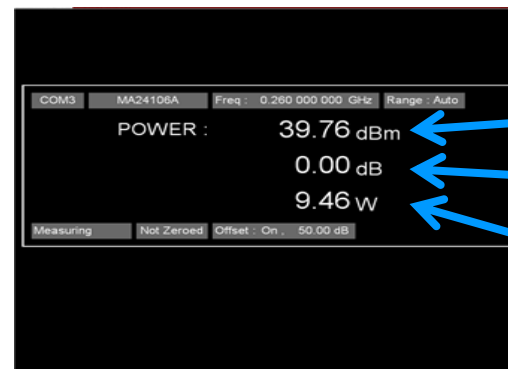 COM3 MA24106A Freq : 0.260 000 000 GHz Range : Auto
POWER : 39.76 dBm
0.00 dB
9.46 W
Measuring Not Zeroed Offset : On , 50.00 dB